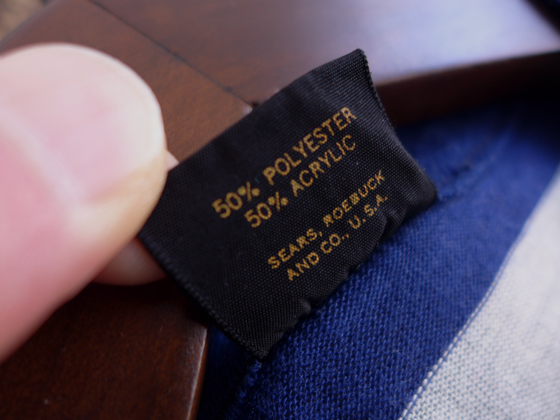 50% POLYESTER
50% ACRYLIC
SEARS, ROEBUCK
AND CO., U.S.A.